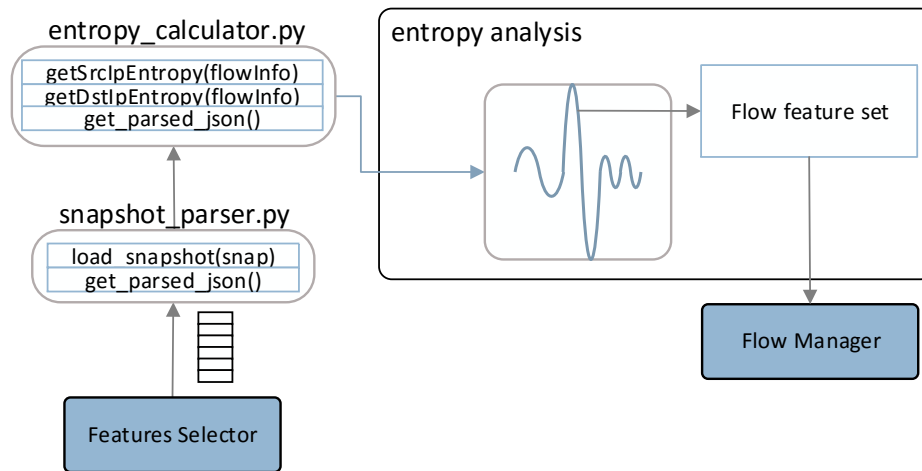 entropy_calculator.py
getSrcIpEntropy(flowInfo)
getDstIpEntropy(flowInfo)
get_parsed_json()
snapshot_parser.py
load_snapshot(snap)
get_parsed_json()
Features Selector
entropy analysis
Flow feature set
Flow Manager